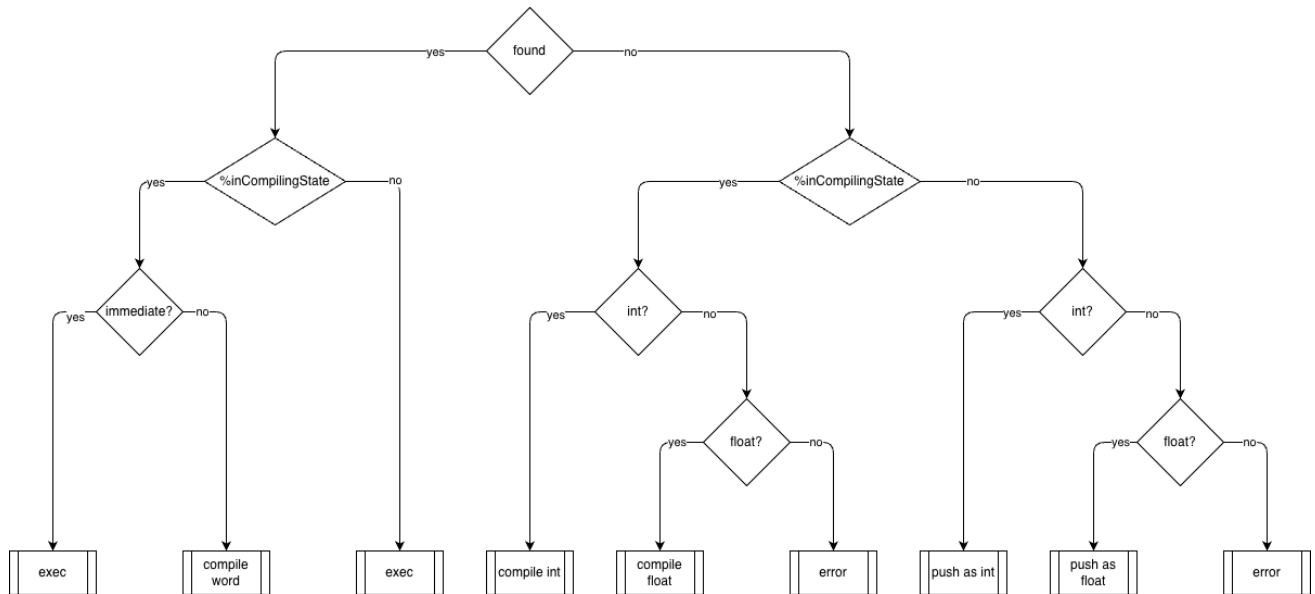 found
yes
no
%inCompilingState
%inCompilingState
yes
no
yes
no
immediate?
int?
int?
yes
no
yes
no
yes
no
float?
float?
yes
no
yes
no
exec
compile
word
exec
compile int
compile
float
error
push as int
push as
float
error